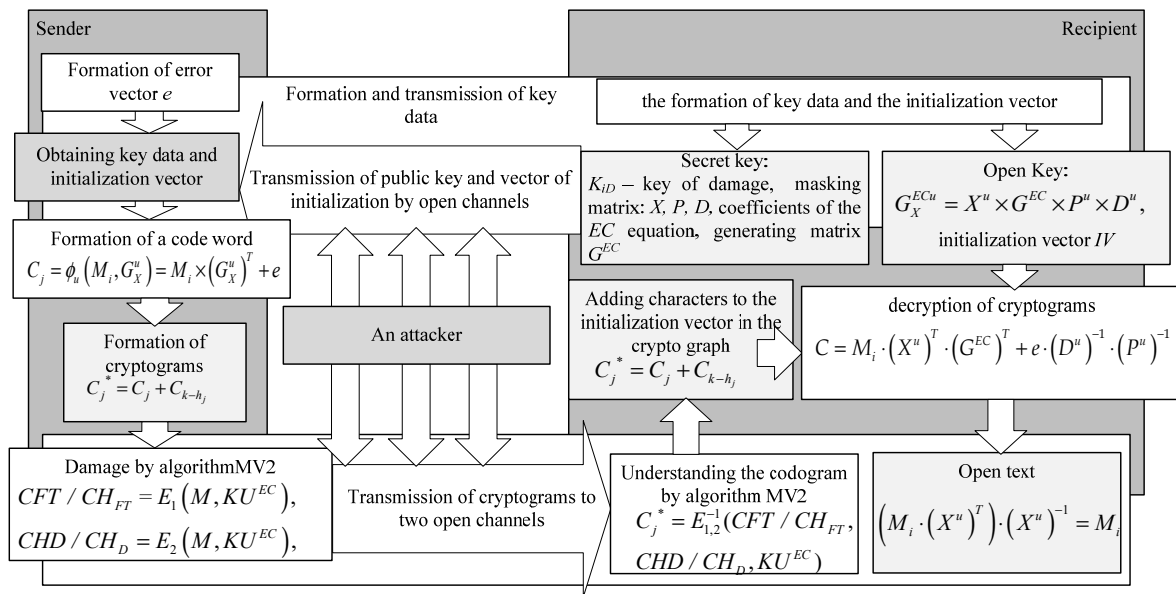 Sender
Recipient
Formation of error
vector e
Formation and transmission of key
data
the formation of key data and the initialization vector
Obtaining key data and
initialization vector
Transmission of public key and vector of
initialization by open channels
Secret key:
K_{iD} – key of damage, masking
matrix: X, P, D, coefficients of the
EC equation, generating matrix
G^{EC}
Open Key:
G_X^{ECu} = X^u × G^{EC} × P^u × D^u,
initialization vector IV
Formation of a code word
C_j = ϕ_u (M_i, G_X^u) = M_i × (G_X^u)^T + e
An attacker
Adding characters to the
initialization vector in the
crypto graph
C_j^* = C_j + C_{k-h_j}
decryption of cryptograms
C = M_i · (X^u)^T · (G^{EC})^T + e · (D^u)^{-1} · (P^u)^{-1}
Formation of
cryptograms
C_j^* = C_j + C_{k-h_j}
Damage by algorithmMV2
CFT / CH_{FT} = E_1 (M, KU^{EC}),
CHD / CH_D = E_2 (M, KU^{EC}),
Transmission of cryptograms to
two open channels
Understanding the codogram
by algorithm MV2
C_j^* = E_{1,2}^{-1}(CFT / CH_{FT},
CHD / CH_D, KU^{EC})
Open text
(M_i · (X^u)^T) · (X^u)^{-1} = M_i